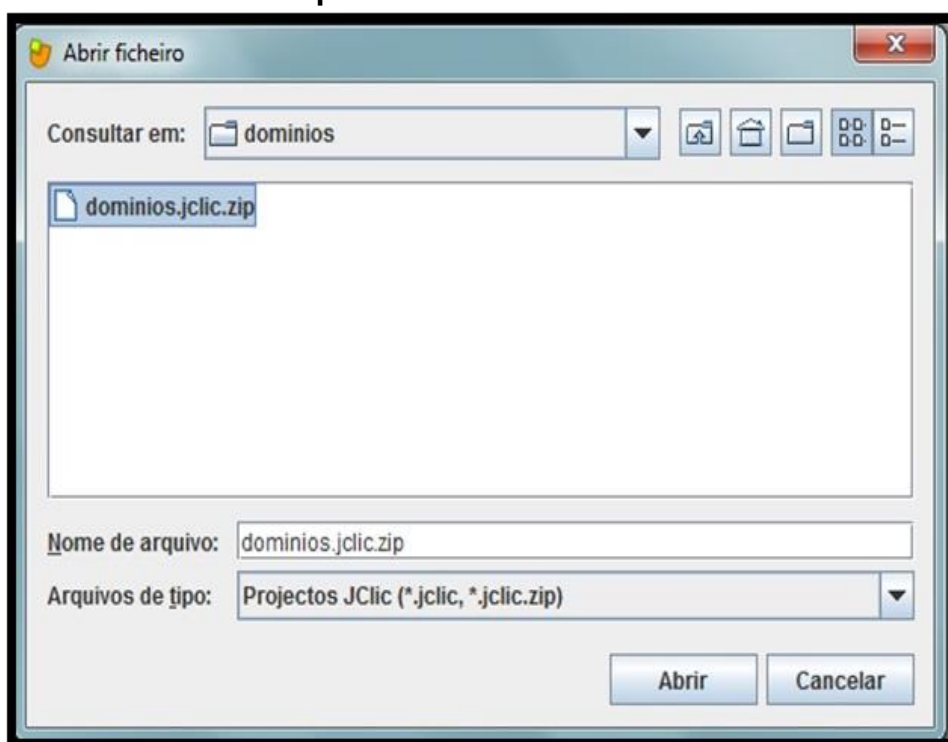 Abrir ficheiro
Consultar em: dominios
dominios.jclic.zip
Nome de arquivo: dominios.jclic.zip
Arquivos de tipo: Projectos JClic (*.jclic, *.jclic.zip)
Abrir Cancelar